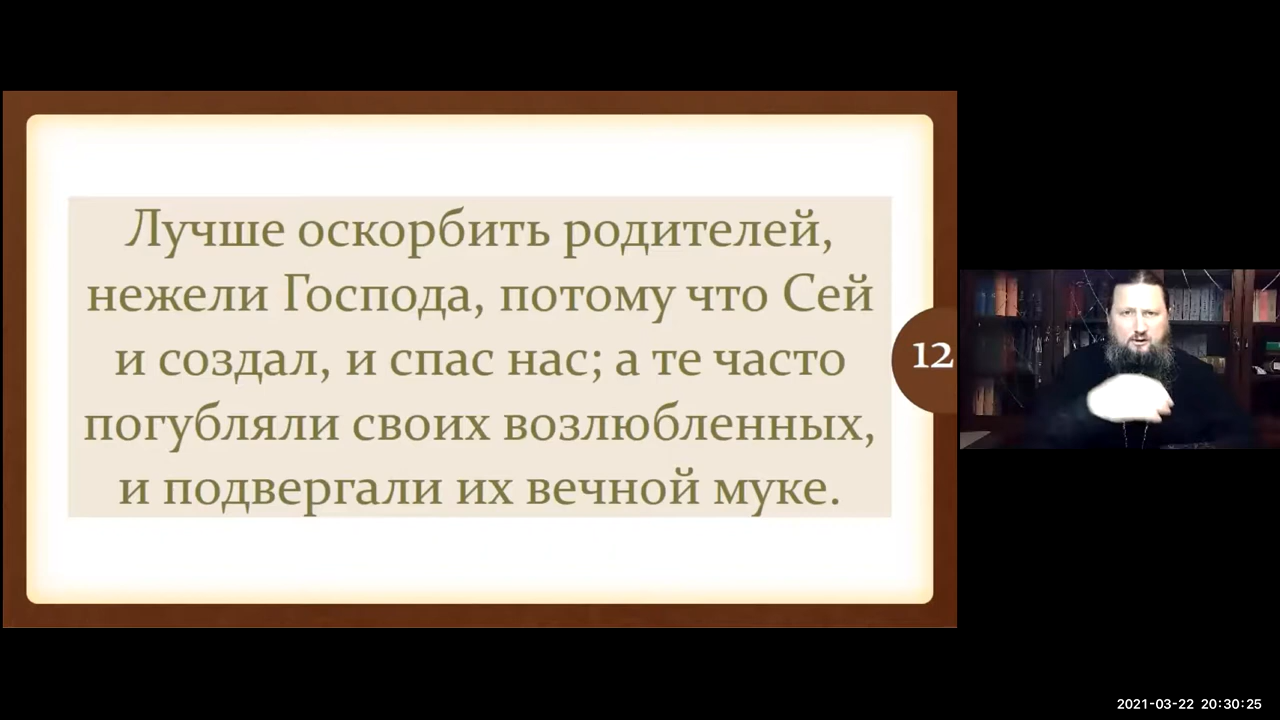 Лучше оскорбить родителей,
нежели Господа, потому что Сей
и создал, и спас нас; а те часто
погубляли своих возлюбленных,
и подвергали их вечной муке.
12
2021-03-22 20:30:25